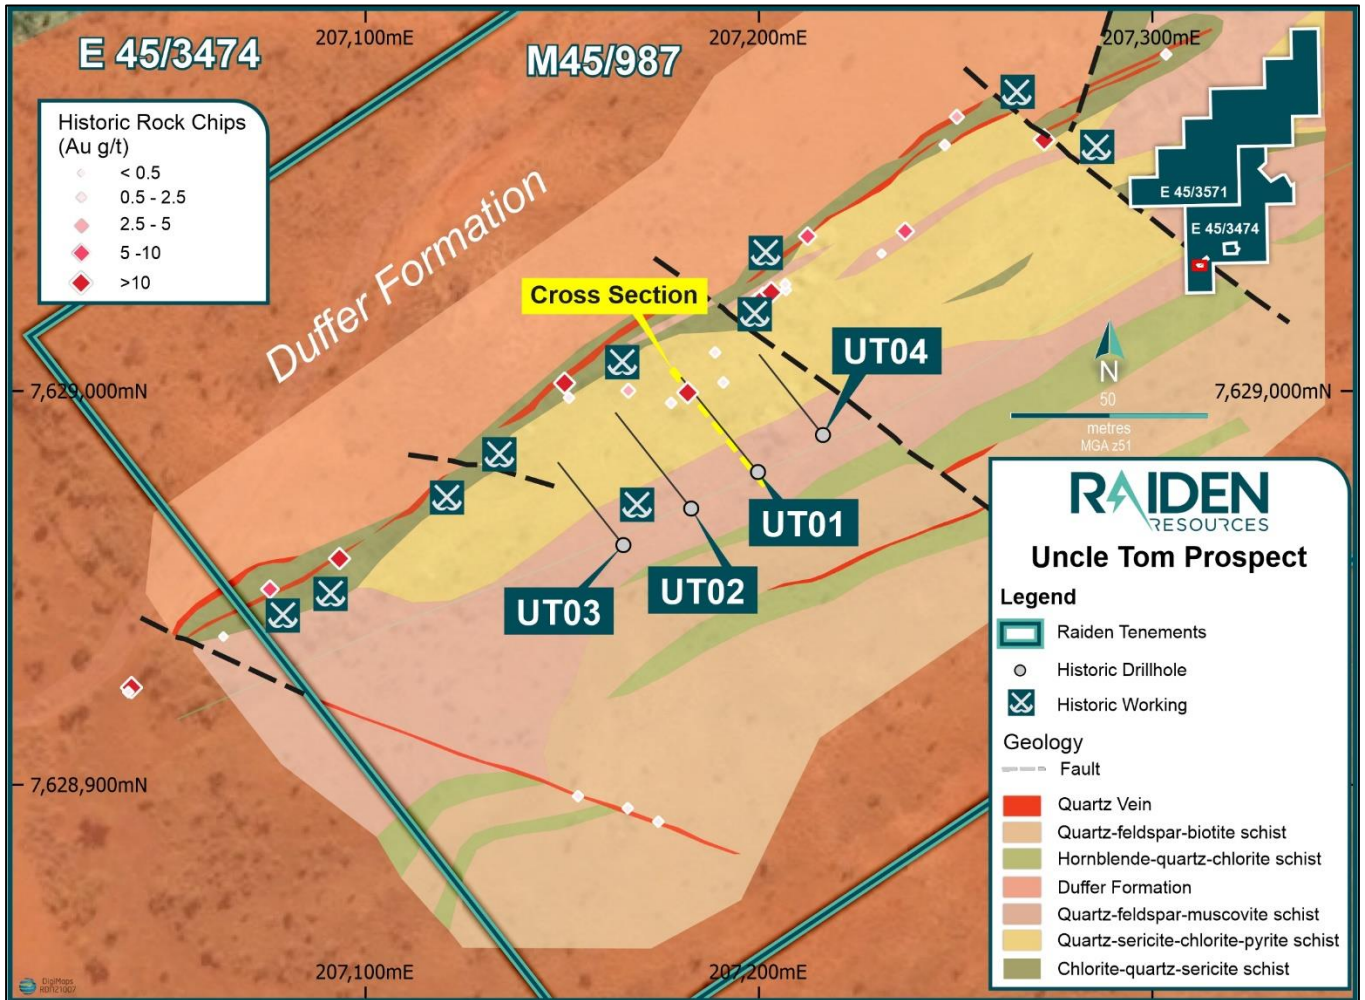 207,100mE
207,200mE
207,300mE
E 45/3474
M45/987
Historic Rock Chips
(Au g/t)
< 0.5
0.5 - 2.5
2.5 - 5
5 -10
>10
Duffer Formation
E 45/3571
E 45/3474
Cross Section
UT04
N
50
metres
MGA z51
7,629,000mN
7,629,000mN
UT01
UT02
UT03
RAIDEN
RESOURCES
Uncle Tom Prospect
Legend
Raiden Tenements
Historic Drillhole
Historic Working
Geology
Fault
Quartz Vein
Quartz-feldspar-biotite schist
Hornblende-quartz-chlorite schist
Duffer Formation
Quartz-feldspar-muscovite schist
Quartz-sericite-chlorite-pyrite schist
Chlorite-quartz-sericite schist
7,628,900mN
207,100mE
207,200mE
DigiMaps
RDN21007